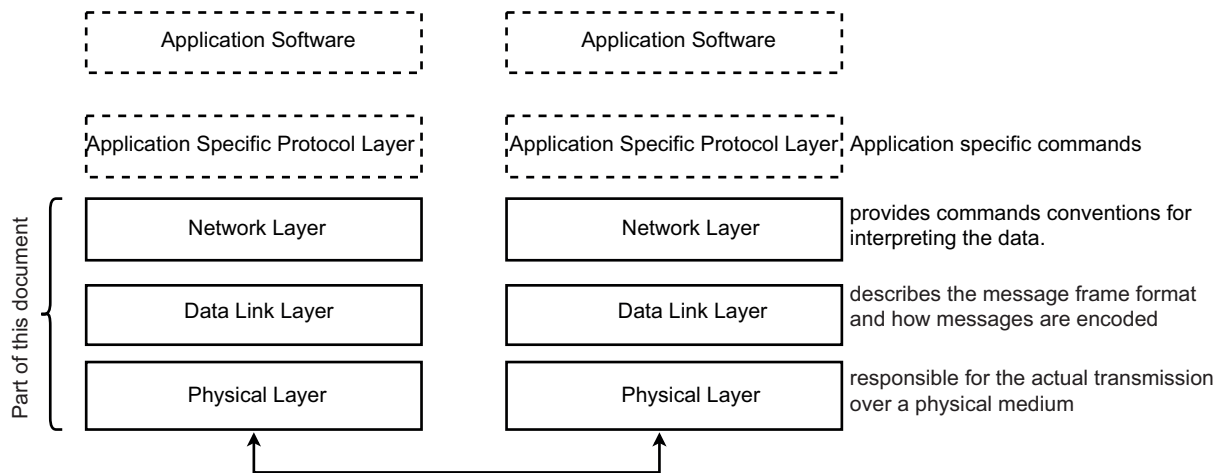 Application Software
Application Software
Application Specific Protocol Layer
Application Specific Protocol Layer
Application specific commands
Part of this document
Network Layer
Network Layer
provides commands conventions for
interpreting the data.
Data Link Layer
Data Link Layer
describes the message frame format
and how messages are encoded
Physical Layer
Physical Layer
responsible for the actual transmission
over a physical medium